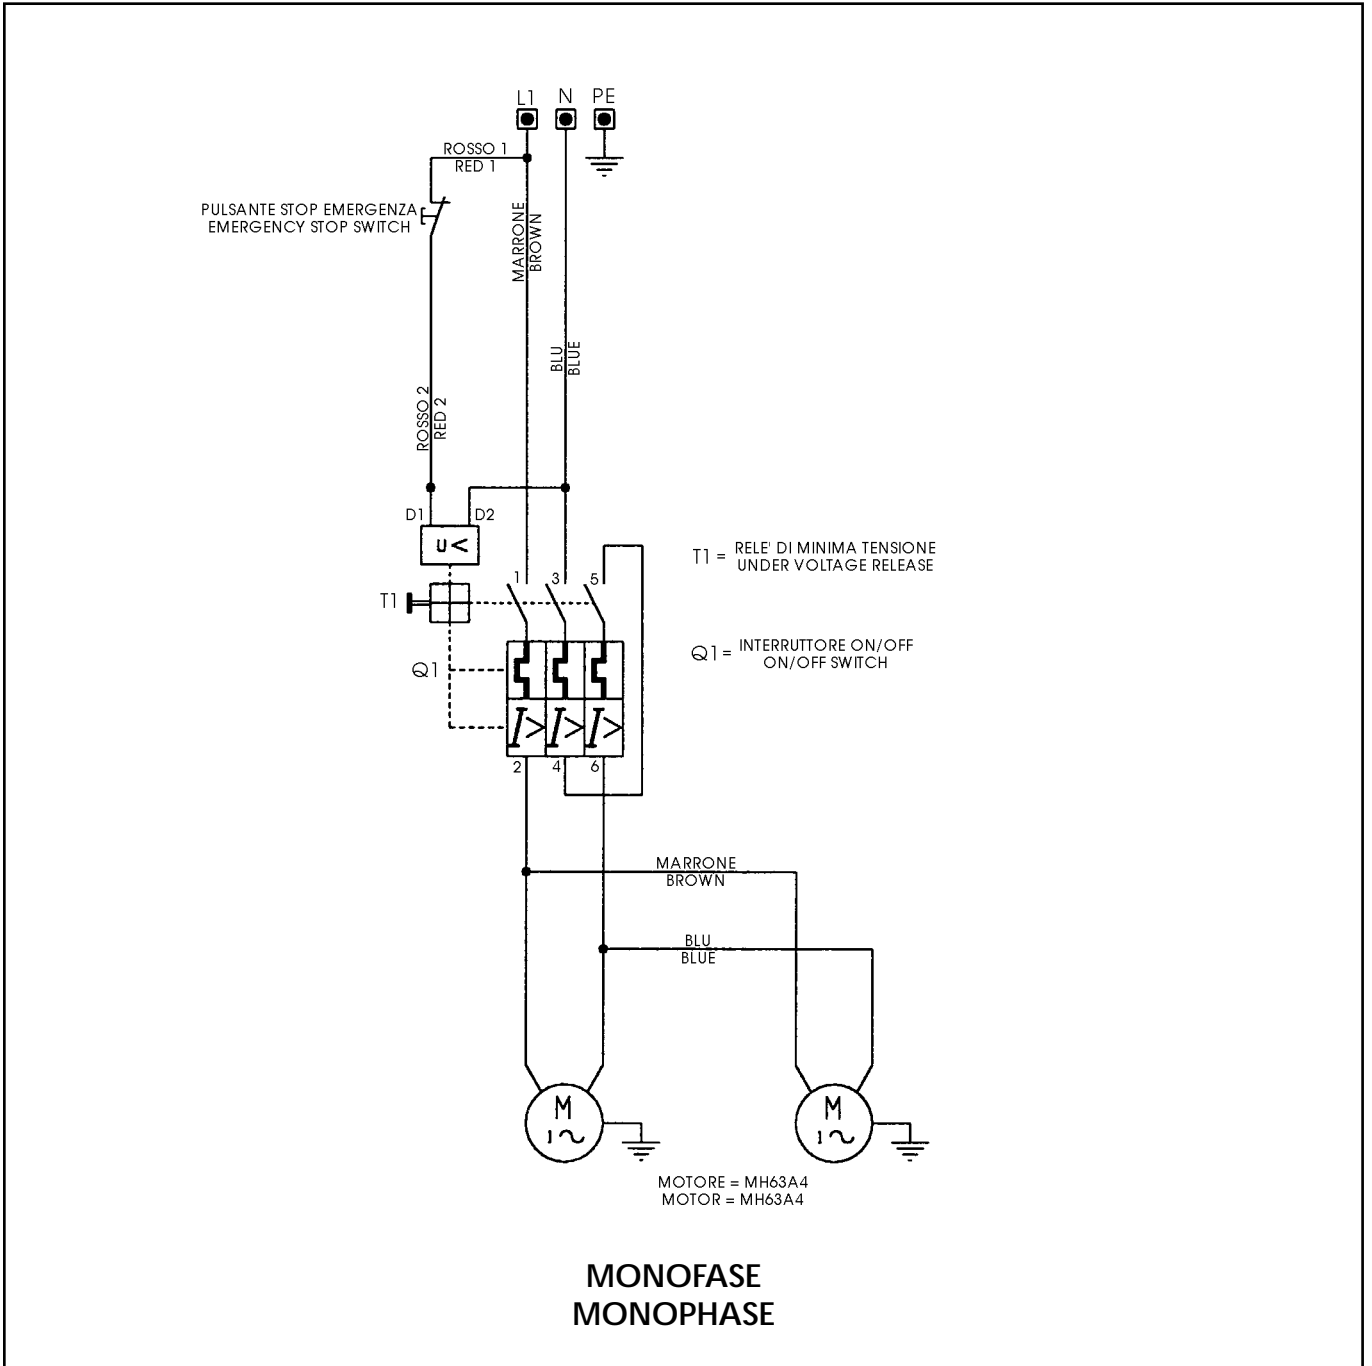 L1 N PE
ROSSO 1
RED 1
PULSANTE STOP EMERGENZA
EMERGENCY STOP SWITCH
MARRONE
BROWN
BLU
BLUE
ROSSO 2
RED 2
D1 D2
U<
T1 = RELE' DI MINIMA TENSIONE
UNDER VOLTAGE RELEASE
1 3 5
T1
Q1 = INTERRUTTORE ON/OFF
ON/OFF SWITCH
Q1
I> I> I>
2 4 6
MARRONE
BROWN
BLU
BLUE
M M
1~ 1~
MOTORE = MH63A4
MOTOR = MH63A4
MONOFASE
MONOPHASE